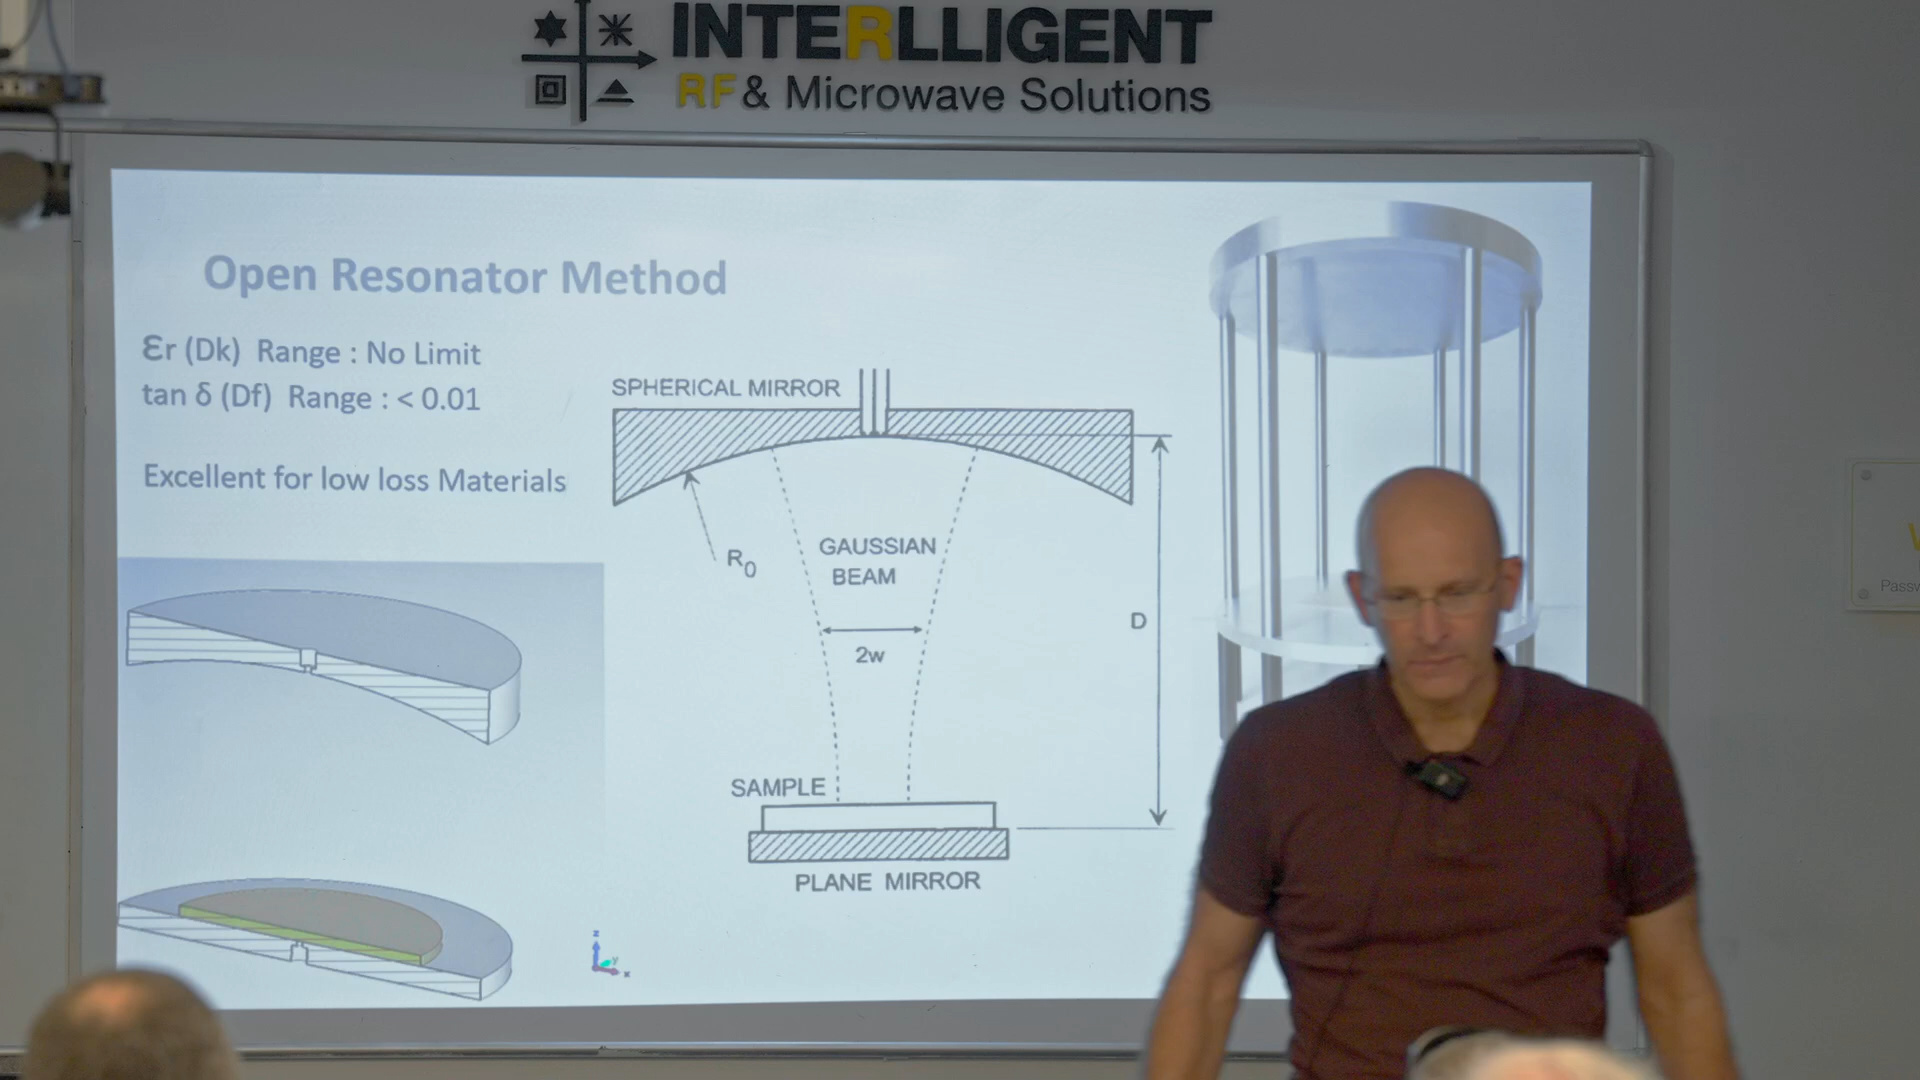 INTERLLIGENT
RF & Microwave Solutions
Open Resonator Method
Ɛr (Dk) Range : No Limit
tan δ (Df) Range : < 0.01
Excellent for low loss Materials
SPHERICAL MIRROR
R0
GAUSSIAN
BEAM
2w
D
SAMPLE
PLANE MIRROR
z
y
x